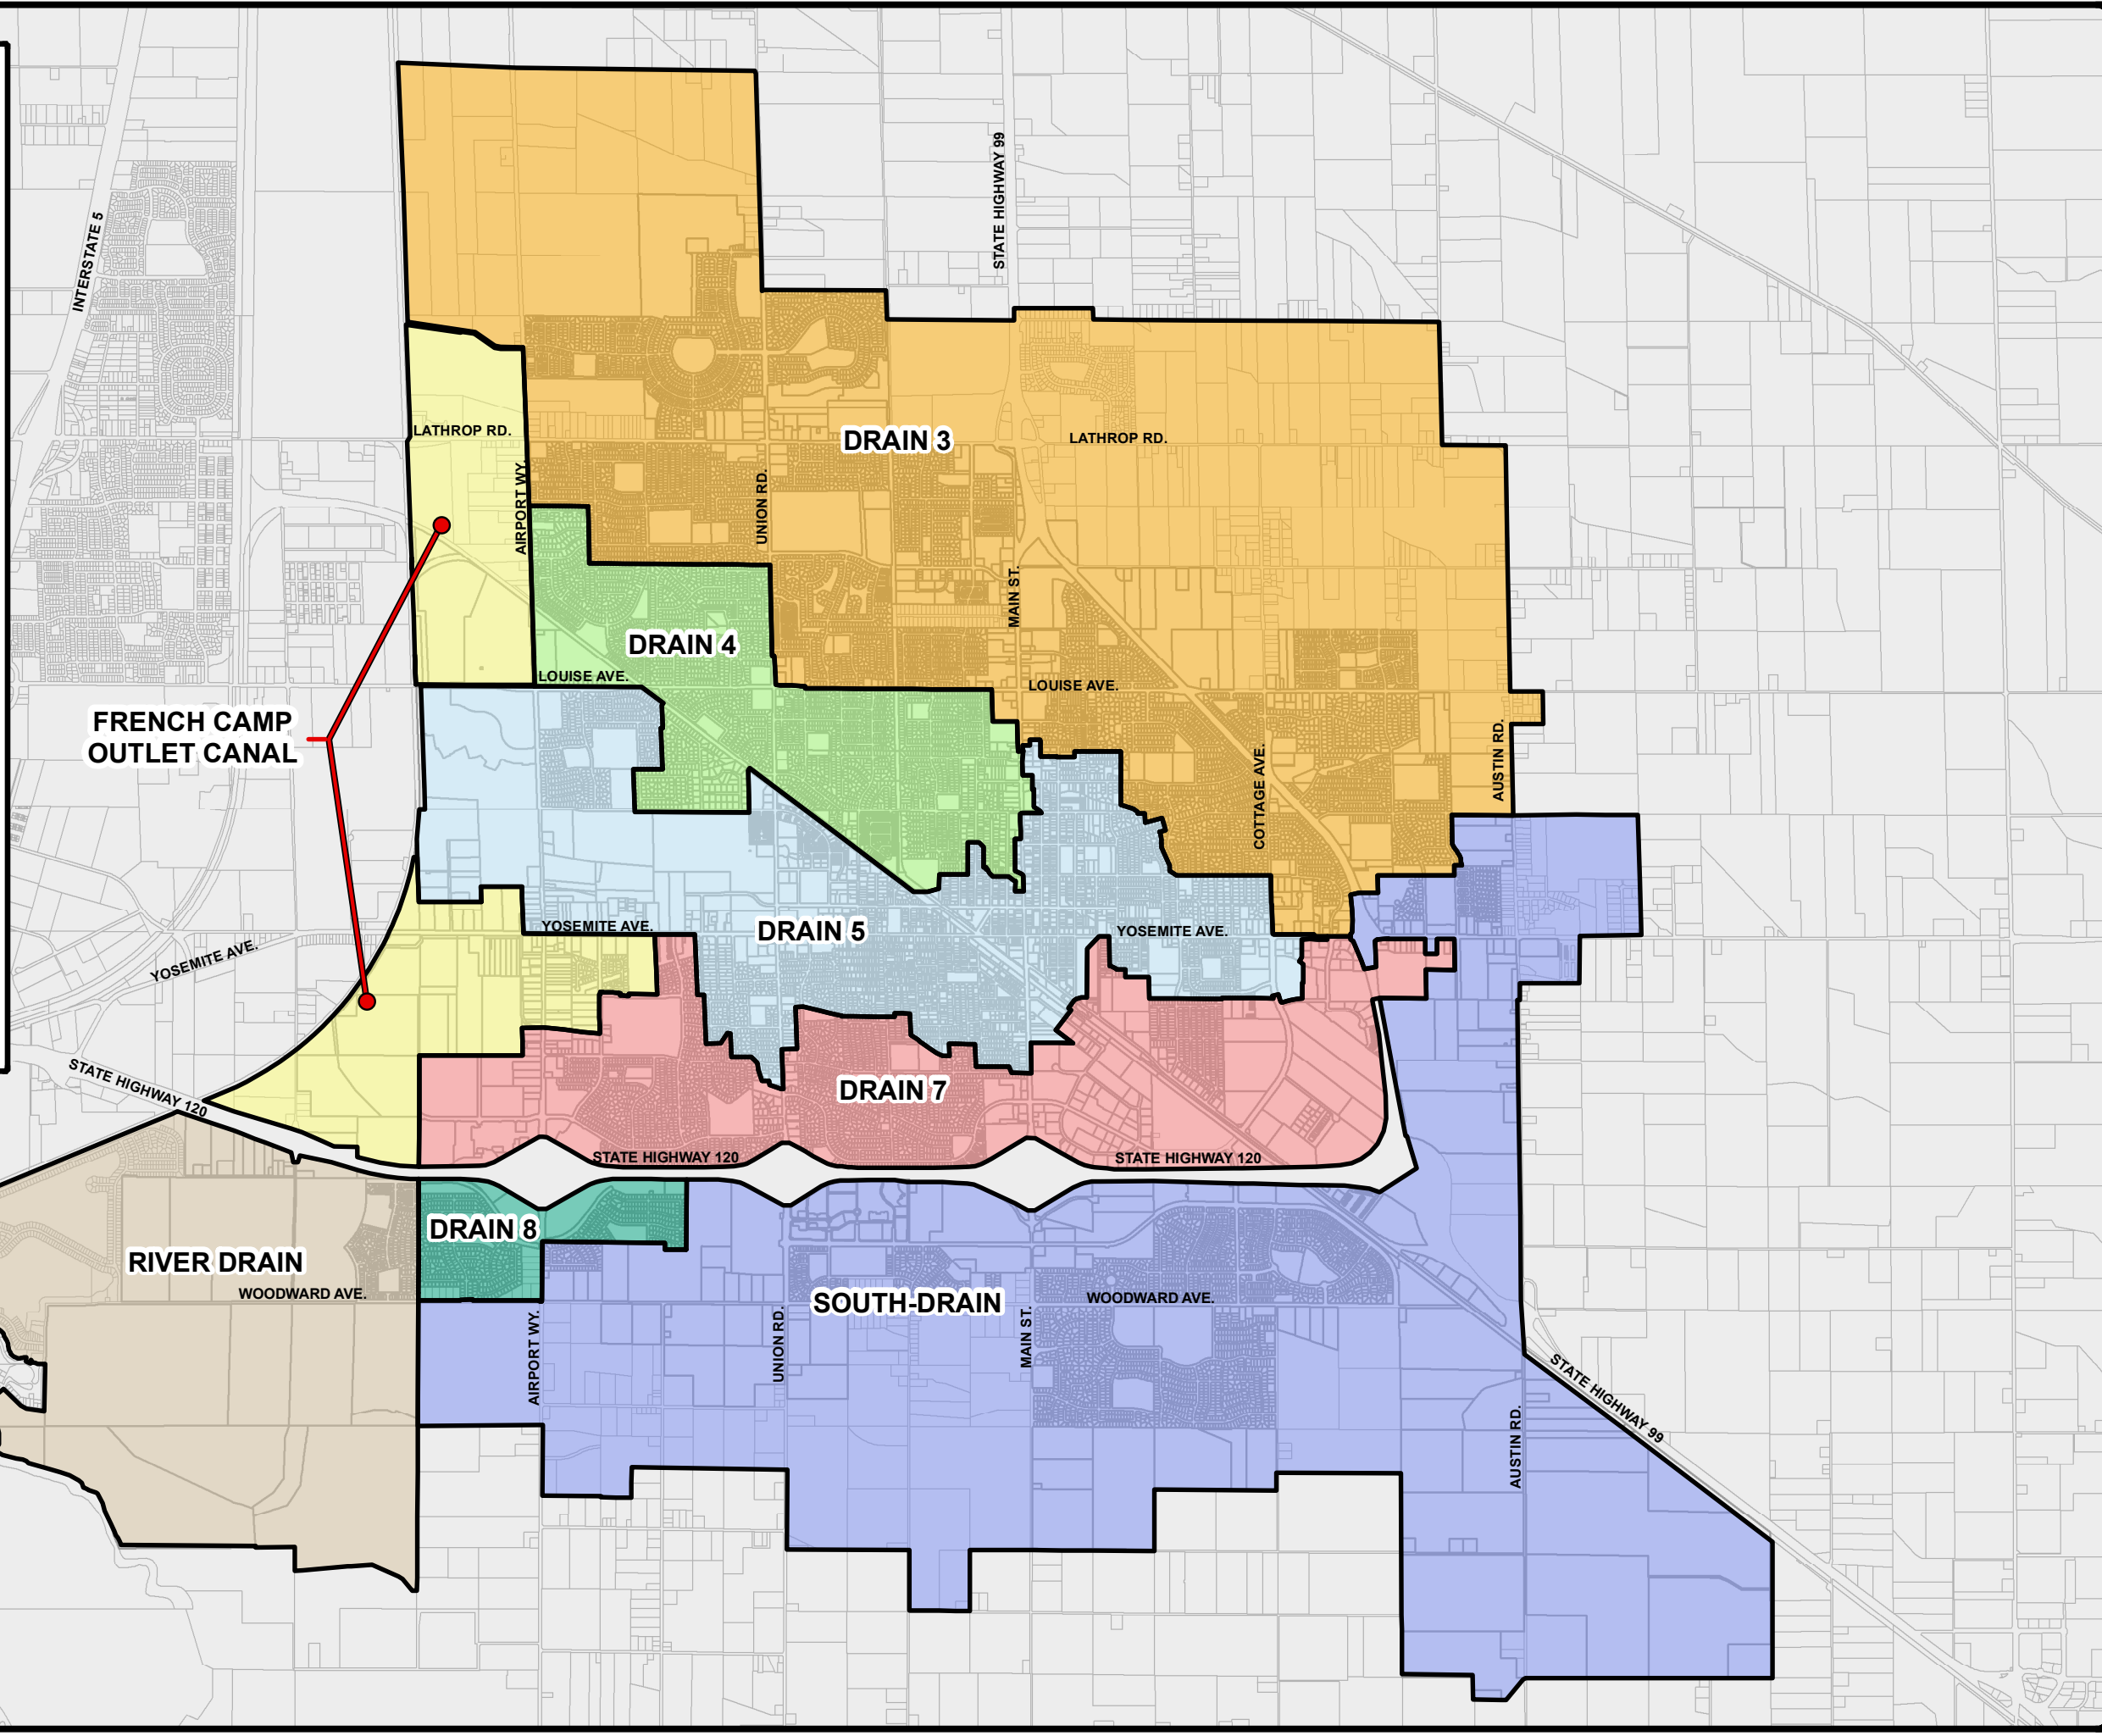 INTERSTATE 5
STATE HIGHWAY 99
LATHROP RD.
DRAIN 3
LATHROP RD.
AIRPORT WY.
UNION RD.
MAIN ST.
DRAIN 4
LOUISE AVE.
LOUISE AVE.
FRENCH CAMP
OUTLET CANAL
COTTAGE AVE.
AUSTIN RD.
YOSEMITE AVE.
YOSEMITE AVE.
DRAIN 5
YOSEMITE AVE.
STATE HIGHWAY 120
DRAIN 7
STATE HIGHWAY 120
STATE HIGHWAY 120
DRAIN 8
RIVER DRAIN
WOODWARD AVE.
SOUTH-DRAIN
WOODWARD AVE.
AIRPORT WY.
UNION RD.
MAIN ST.
AUSTIN RD.
STATE HIGHWAY 99